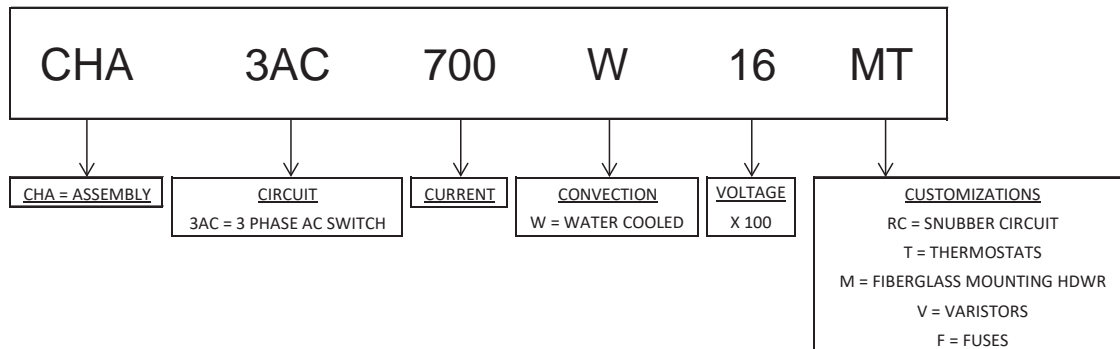 CHA 3AC 700 W 16 MT
CHA = ASSEMBLY
CIRCUIT
3AC = 3 PHASE AC SWITCH
CURRENT
CONVECTION
W = WATER COOLED
VOLTAGE
X 100
CUSTOMIZATIONS
RC = SNUBBER CIRCUIT
T = THERMOSTATS
M = FIBERGLASS MOUNTING HDWR
V = VARISTORS
F = FUSES